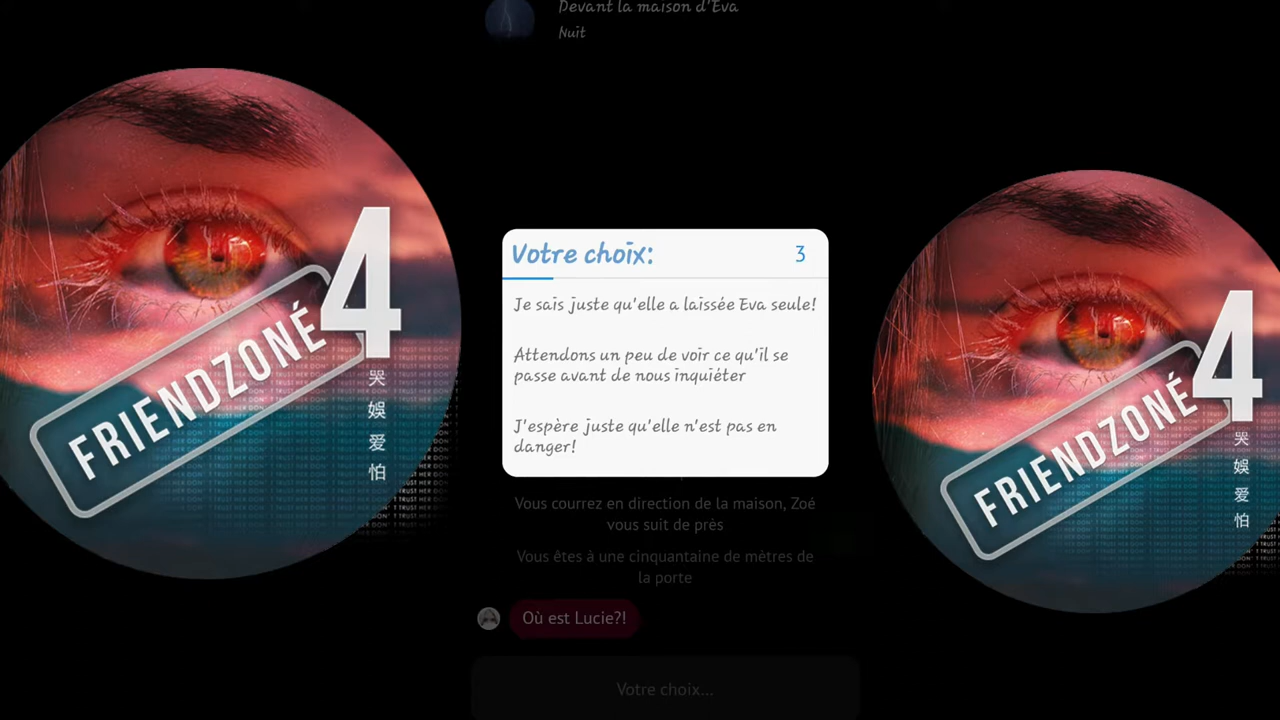 Devant la maison d'Eva
Nuit
FRIENDZONÉ
4
哭
娛
爱
怕
Votre choix:
3
Je sais juste qu'elle a laissée Eva seule!
Attendons un peu de voir ce qu'il se
passe avant de nous inquiéter
J'espère juste qu'elle n'est pas en
danger!
Vous courrez en direction de la maison, Zoé
vous suit de près
Vous êtes à une cinquantaine de mètres de
la porte
Où est Lucie?!
Votre choix...
FRIENDZONÉ
4
哭
娛
爱
怕